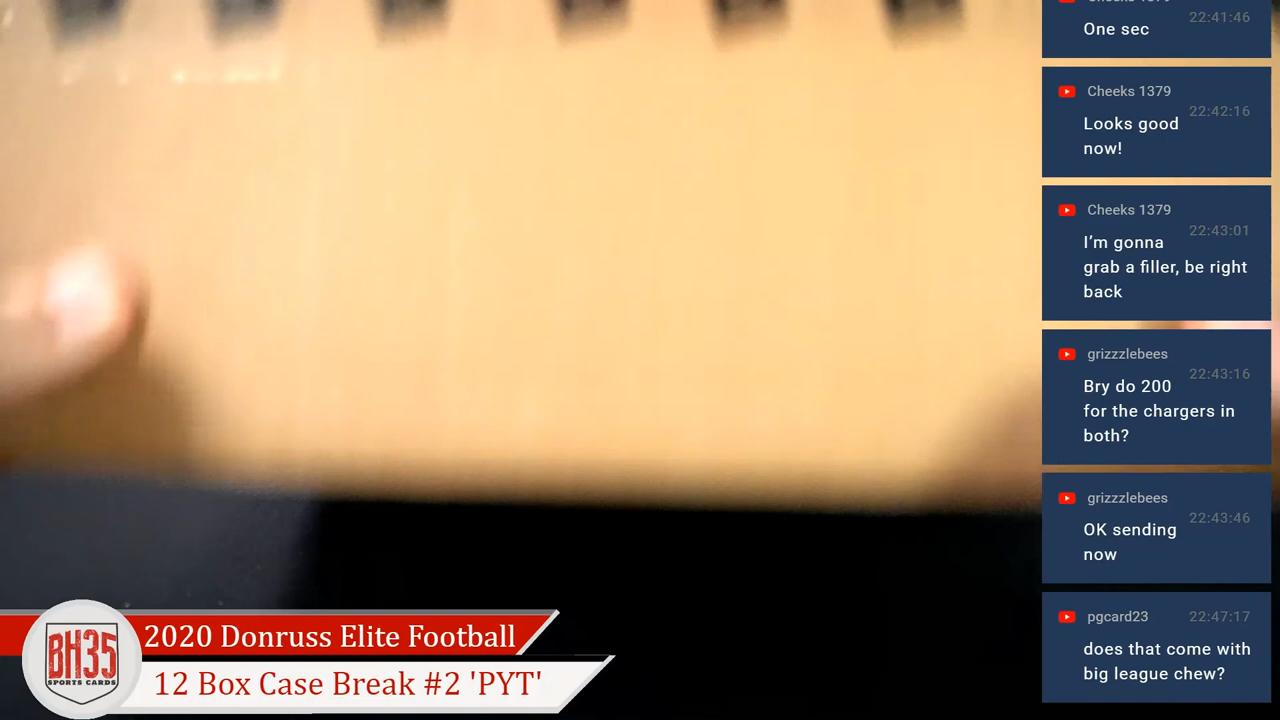 One sec
22:41:46
Cheeks 1379
22:42:16
Looks good
now!
Cheeks 1379
22:43:01
I'm gonna
grab a filler, be right
back
grizzzlebees
22:43:16
Bry do 200
for the chargers in
both?
grizzzlebees
22:43:46
OK sending
now
pgcard23
22:47:17
does that come with
big league chew?
BH35
SPORTS CARDS
2020 Donruss Elite Football
12 Box Case Break #2 'PYT'